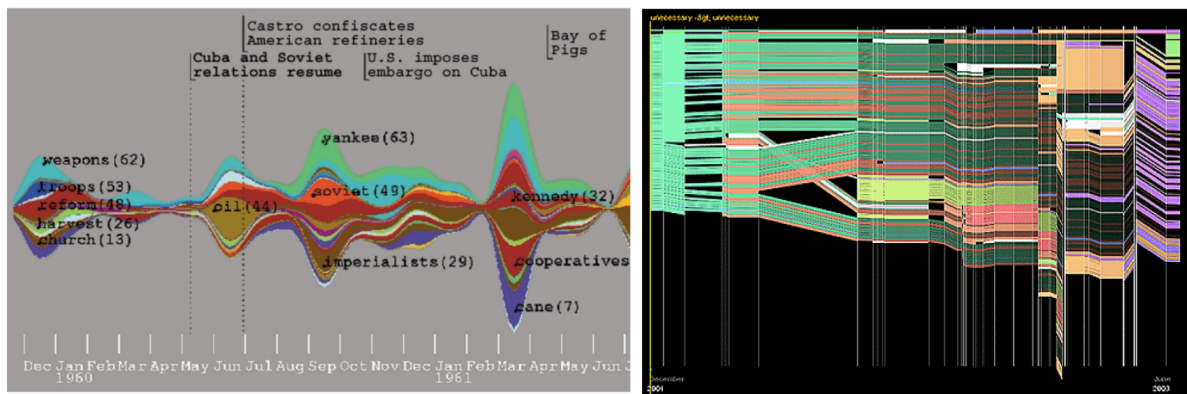 Castro confiscates
American refineries
Cuba and Soviet
relations resume
U.S. imposes
embargo on Cuba
Bay of
Pigs
yankee(63)
weapons(62)
troops(53)
soviet(49)
reform(48)
oil(44)
kennedy(32)
harvest(26)
church(13)
imperialists(29)
cooperatives
cane(7)
Dec Jan Feb Mar Apr May Jun Jul Aug Sep Oct Nov Dec Jan Feb Mar Apr May Jun
1960 1961
unnecessary -&gt; unnecessary
December
2001
June
2003